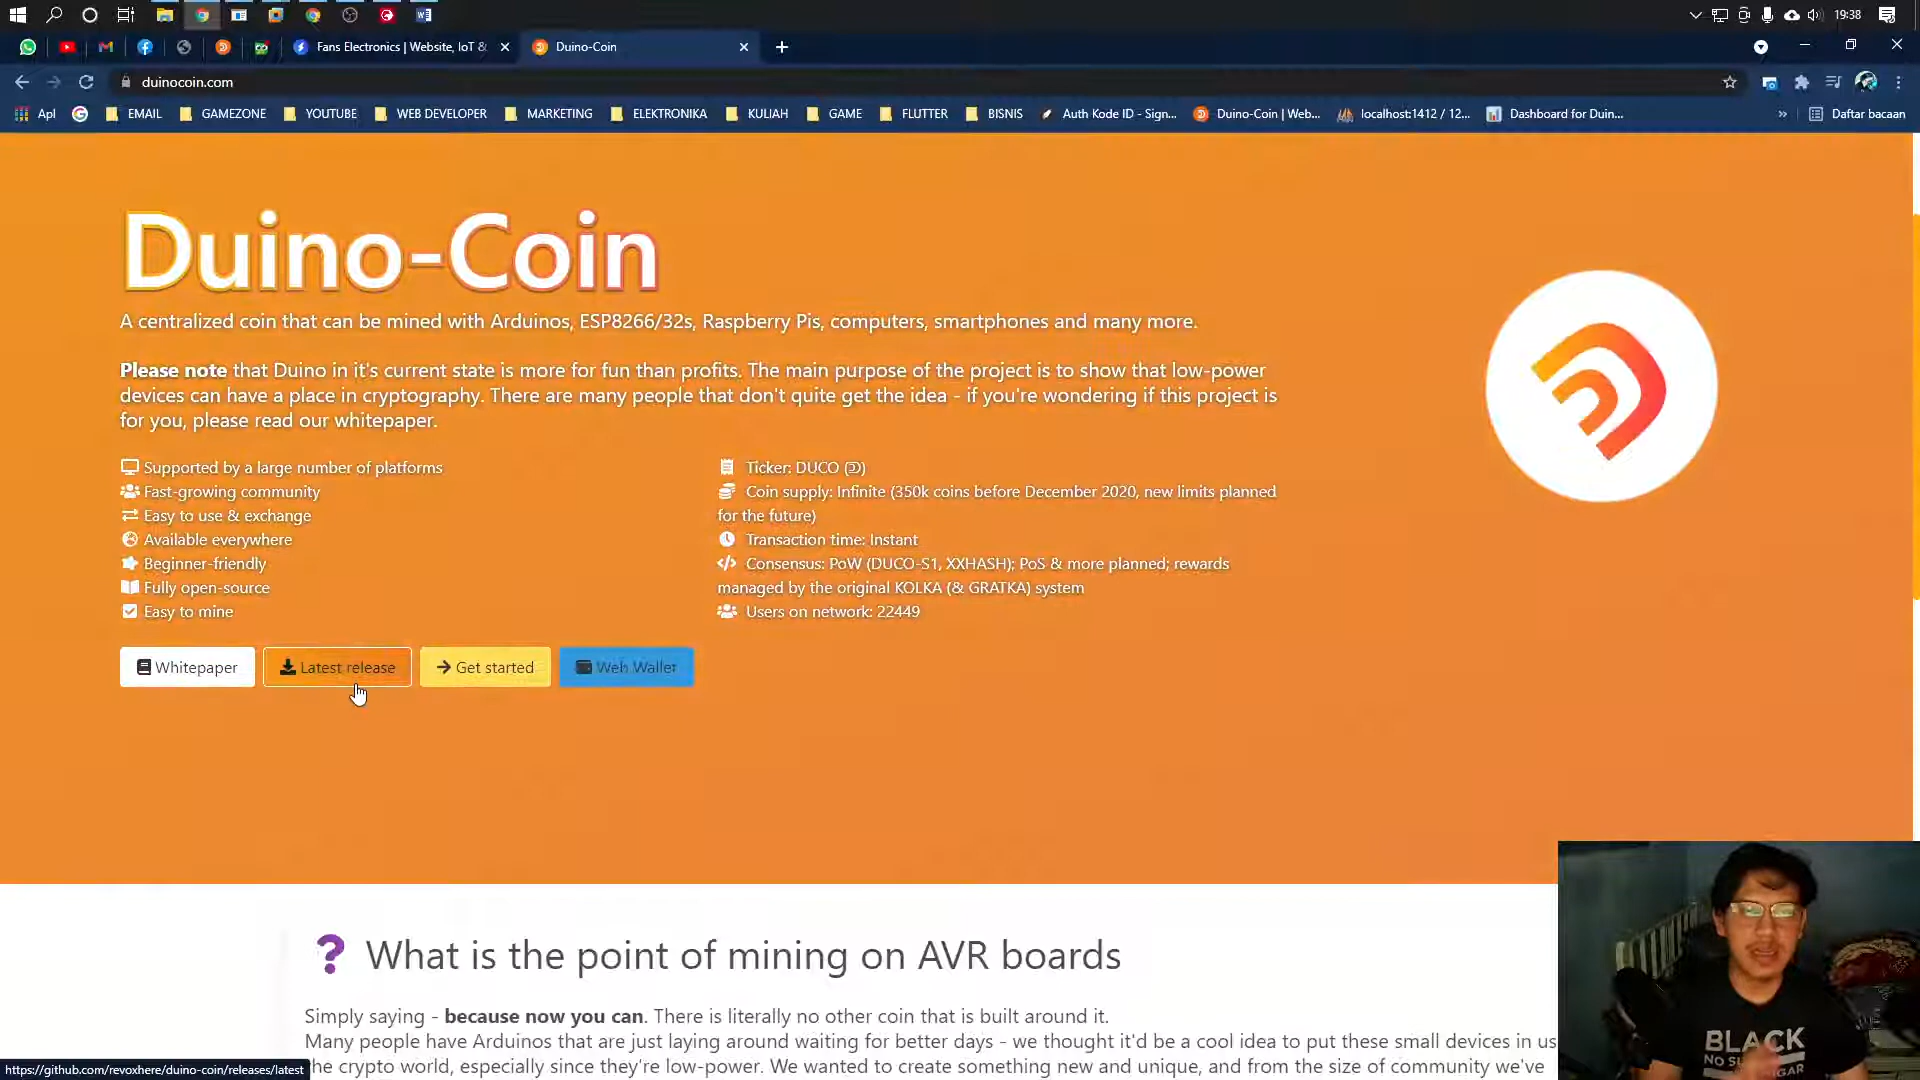 19:38
Fans Electronics | Website, IoT &
Duino-Coin
duinocoin.com
Apl
EMAIL
GAMEZONE
YOUTUBE
WEB DEVELOPER
MARKETING
ELEKTRONIKA
KULIAH
GAME
FLUTTER
BISNIS
Auth Kode ID - Sign...
Duino-Coin | Web...
localhost:1412 / 12...
Dashboard for Duin...
»
Daftar bacaan
Duino-Coin
A centralized coin that can be mined with Arduinos, ESP8266/32s, Raspberry Pis, computers, smartphones and many more.
Please note that Duino in it's current state is more for fun than profits. The main purpose of the project is to show that low-power
devices can have a place in cryptography. There are many people that don't quite get the idea - if you're wondering if this project is
for you, please read our whitepaper.
Supported by a large number of platforms
Fast-growing community
Easy to use & exchange
Available everywhere
Beginner-friendly
Fully open-source
Easy to mine
Ticker: DUCO
Coin supply: Infinite (350k coins before December 2020, new limits planned
for the future)
Transaction time: Instant
Consensus: PoW (DUCO-S1, XXHASH); PoS & more planned; rewards
managed by the original KOLKA (& GRATKA) system
Users on network: 22449
Whitepaper
Latest release
Get started
Web Wallet
? What is the point of mining on AVR boards
Simply saying - because now you can. There is literally no other coin that is built around it.
Many people have Arduinos that are just laying around waiting for better days - we thought it'd be a cool idea to put these small devices in us
he crypto world, especially since they're low-power. We wanted to create something new and unique, and from the size of community we've
https://github.com/revoxhere/duino-coin/releases/latest
BLACK